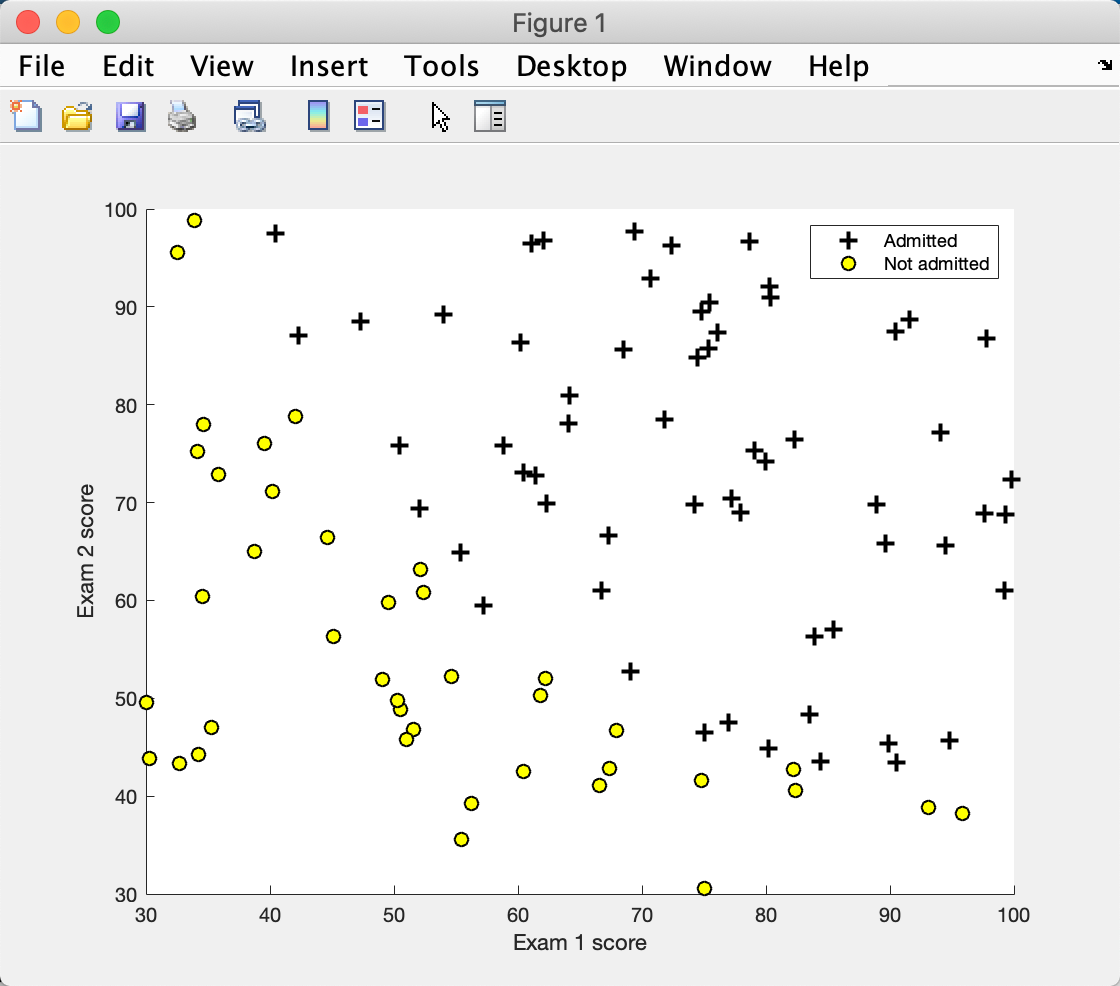 Figure 1
File Edit View Insert Tools Desktop Window Help
100
90
80
70
60
50
40
30
Exam 2 score
Admitted
Not admitted
30 40 50 60 70 80 90 100
Exam 1 score